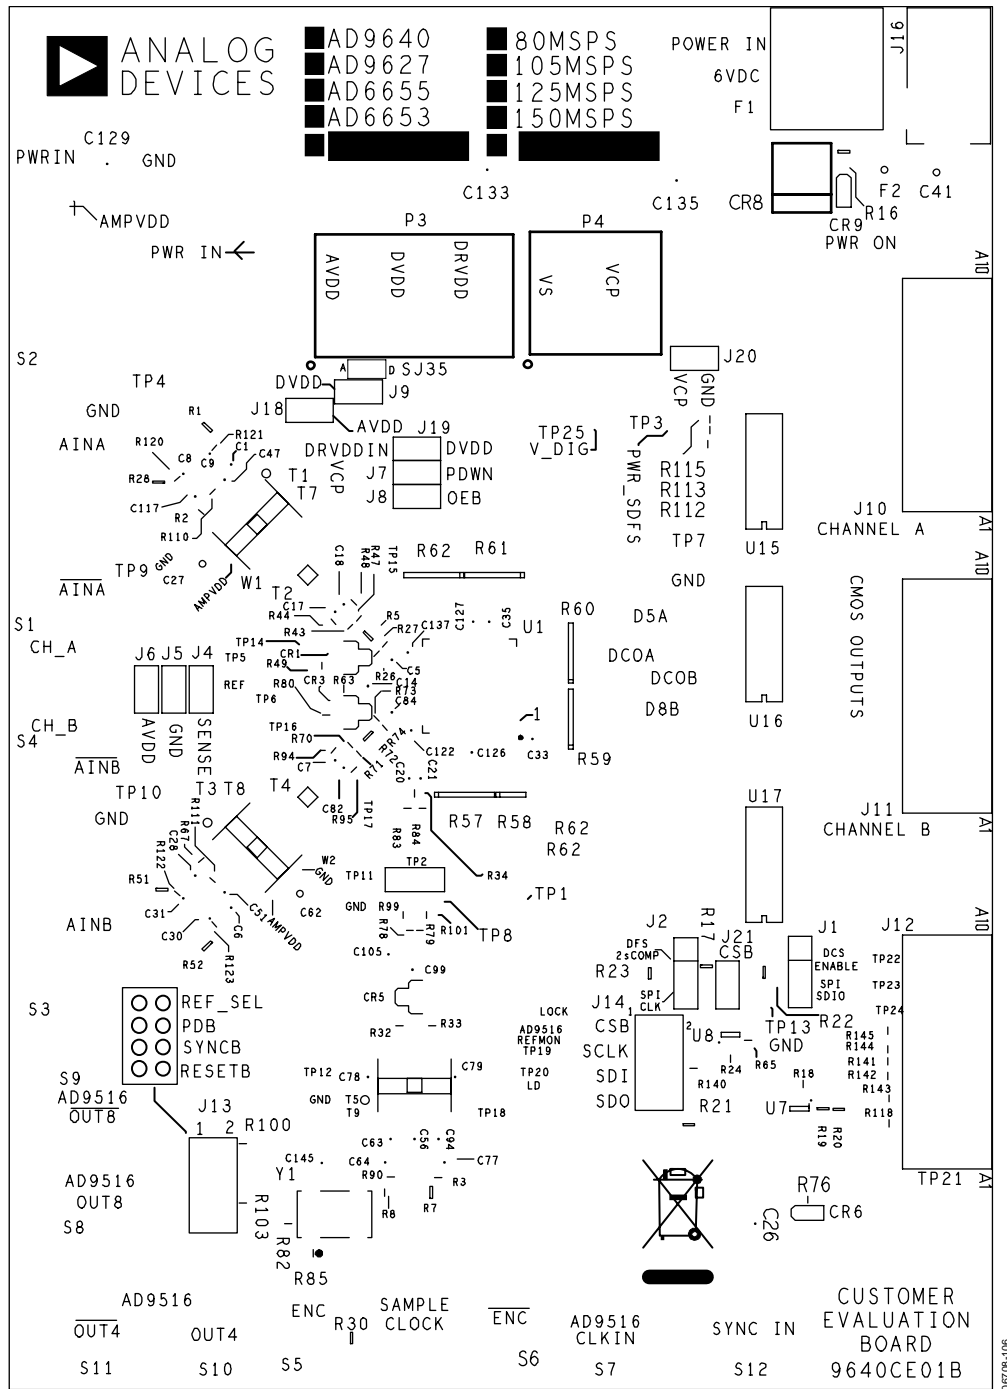 ANALOG
DEVICES
AD9640
AD9627
AD6655
AD6653
80MSPS
105MSPS
125MSPS
150MSPS
POWER IN
6VDC
F1
J16
C129
PWRIN
GND
C133
C135
CR8
CR9
R16
F2
C41
PWR ON
AMPVDD
PWR IN
P3
P4
AVDD
DVDD
DRVDD
VS
VCP
A10
S2
A
D
SJ35
DVDD
J9
J18
AVDD
J20
VCP
GND
TP4
GND
R1
AINA
R120
R121
C1
C8
C9
C47
R28
C117
R2
R110
T1
T7
J19
DRVDDIN
DVDD
VCP
J7
PDWN
J8
OEB
TP25
V_DIG
TP3
PWR_SDFS
R115
R113
R112
TP7
GND
U15
J10
CHANNEL A
A1
TP9
GND
C27
AMPVDD
W1
AINA
T2
C18
R48
R47
TP15
R62
R61
A10
S1
CH_A
C17
R44
R43
R5
R27
C137
C127
C35
U1
R60
D5A
DCOA
DCOB
D8B
U16
CMOS OUTPUTS
TP14
TP5
CR1
R49
R26
C5
J6
J5
J4
REF
R80
CR3
R63
C14
R73
C84
TP6
TP16
R70
AVDD
GND
SENSE
CH_B
S4
R94
C7
R71
R72
R74
C20
C21
C122
C126
C33
1
R59
AINB
TP10
GND
T3
T8
T4
C82
R95
TP17
R57
R58
R83
R84
R62
R62
R34
U17
J11
CHANNEL B
A1
R111
R67
C28
R122
R51
C31
C30
R52
R123
C6
C51
AMPVDD
C62
W2
GND
AINB
TP2
TP11
GND
R99
R78
R79
R101
TP8
TP1
C105
C99
CR5
R32
R33
J2
R17
J21
CSB
DFS
2sCOMP
R23
SPI
CLK
J14
1
2
J1
DCS
ENABLE
SPI
SDIO
J12
A10
TP22
TP23
TP24
TP13
GND
R22
S3
REF_SEL
PDB
SYNCB
RESETB
LOCK
AD9516
REFMON
TP19
TP20
LD
CSB
SCLK
SDI
SDO
U8
R24
R65
R140
R21
R145
R144
R141
R142
R143
R118
R18
U7
R19
R20
S9
AD9516
OUT8
TP12
GND
C78
C79
T5
T9
TP18
J13
1 2
R100
C63
C56
C94
C77
C64
C145
Y1
R90
R3
R8
R7
AD9516
OUT8
S8
R103
R82
R85
R76
CR6
C26
TP21
A1
AD9516
OUT4
OUT4
S11
S10
ENC
S5
R30
SAMPLE
CLOCK
ENC
S6
AD9516
CLKIN
S7
SYNC IN
S12
CUSTOMER
EVALUATION
BOARD
9640CE01B
06708-106